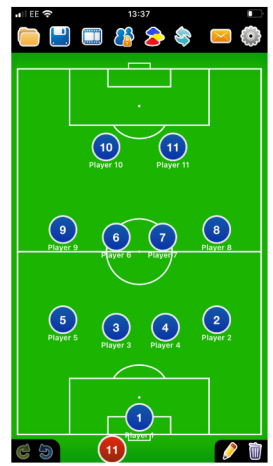 EE 13:37
10 11
Player 10 Player 11
9 6 7 8
Player 9 Player 6 Player 7 Player 8
5 3 4 2
Player 5 Player 3 Player 4 Player 2
1
Player 1
11